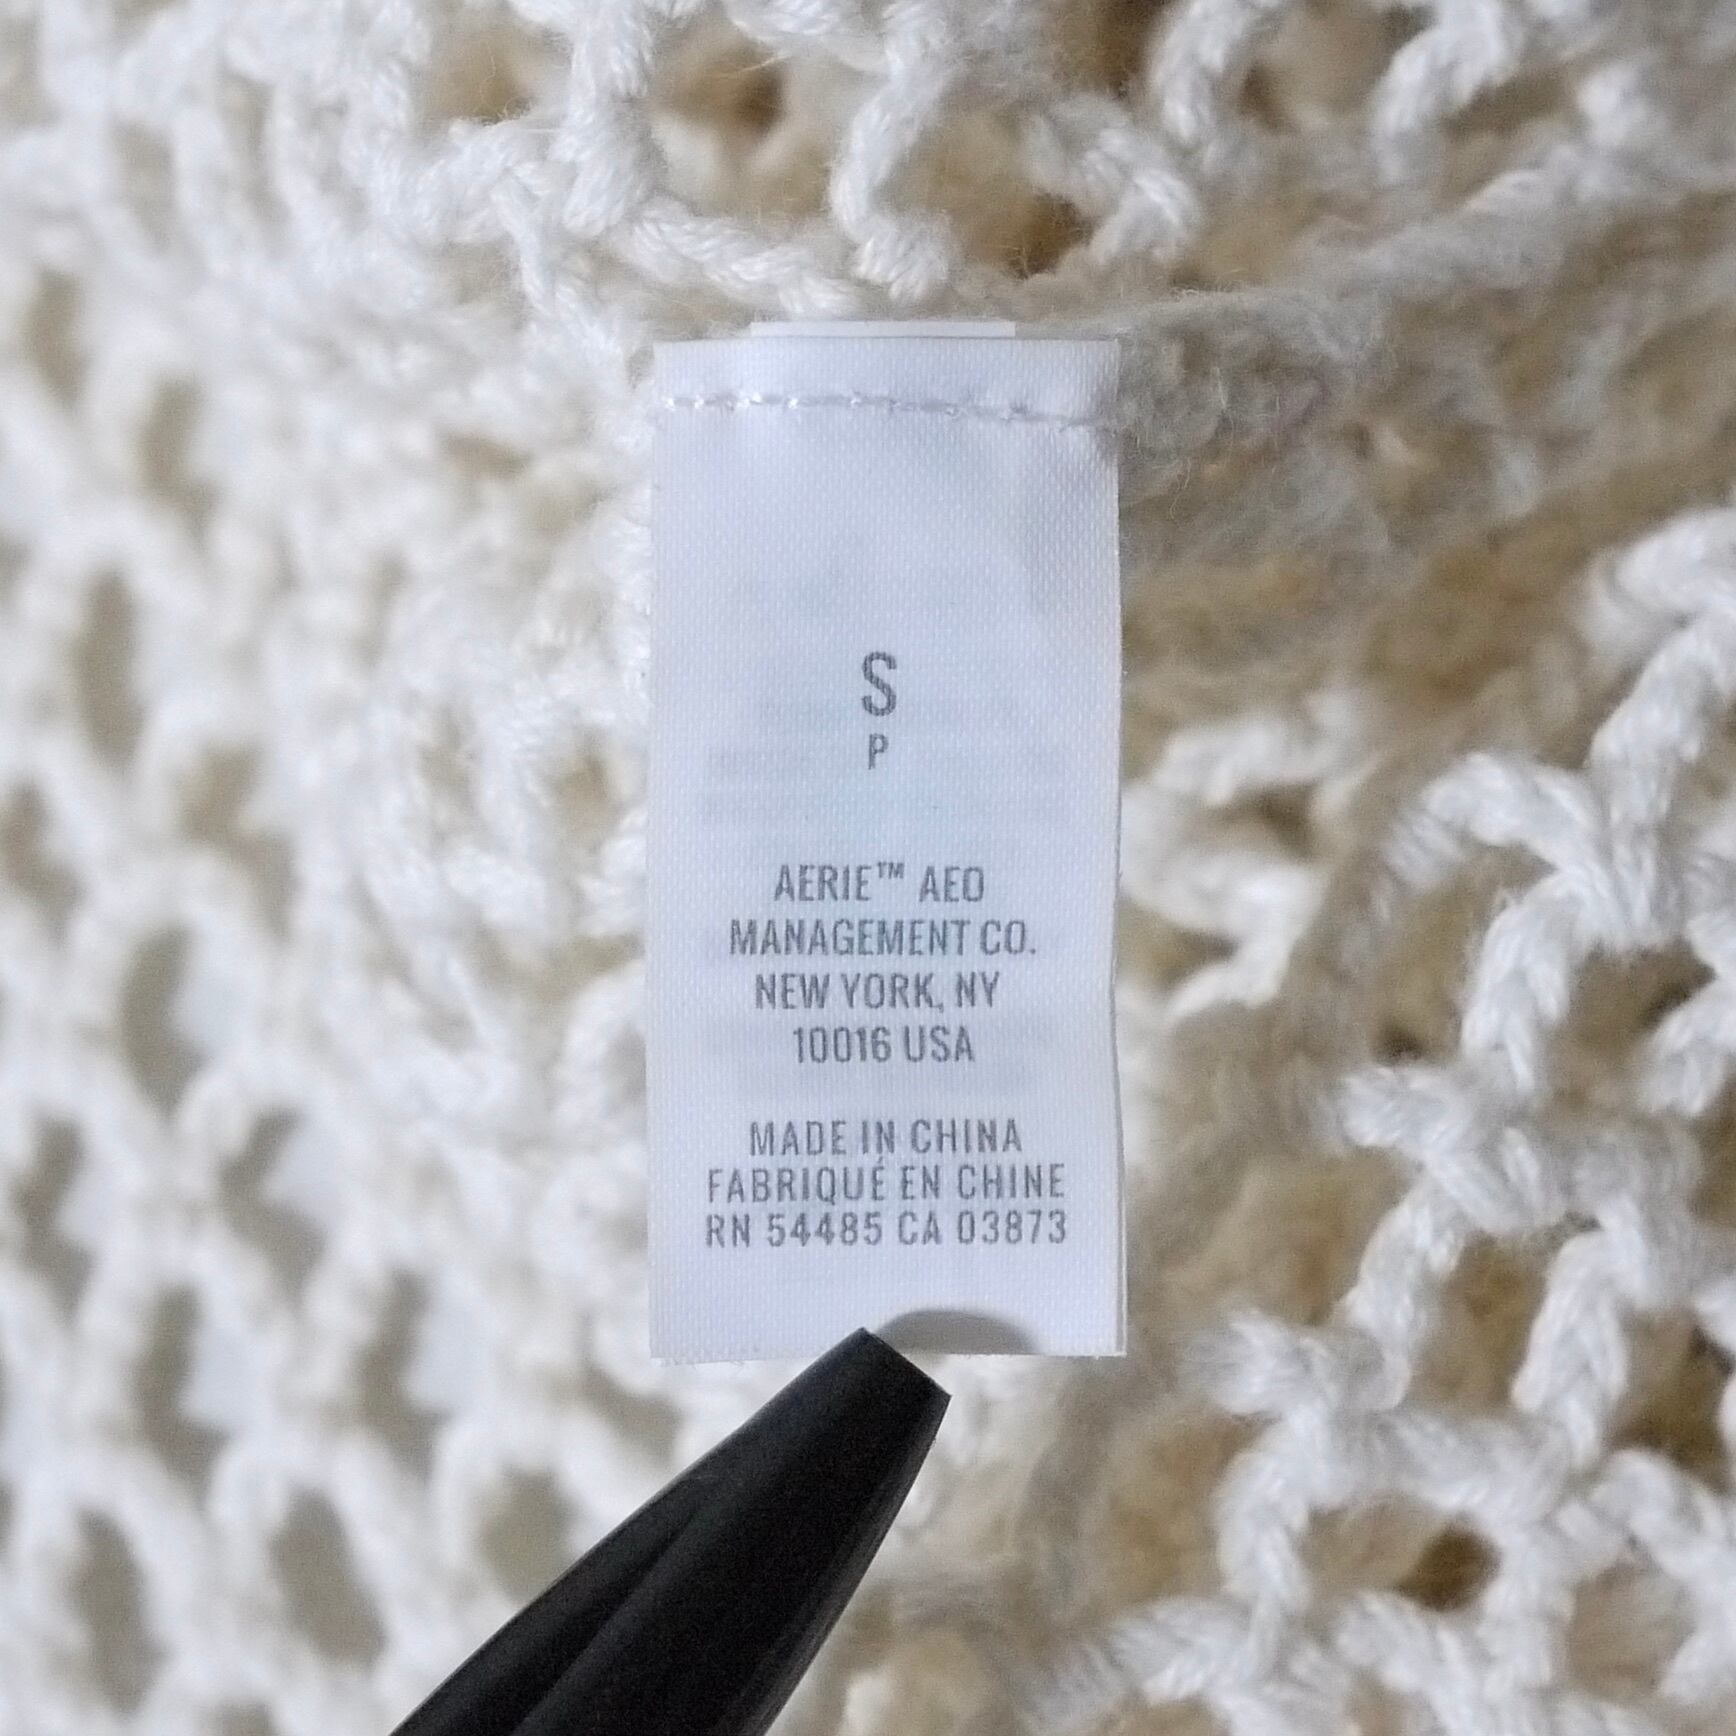 S
P
AERIE™ AEO
MANAGEMENT CO.
NEW YORK, NY
10016 USA
MADE IN CHINA
FABRIQUÉ EN CHINE
RN 54485 CA 03873